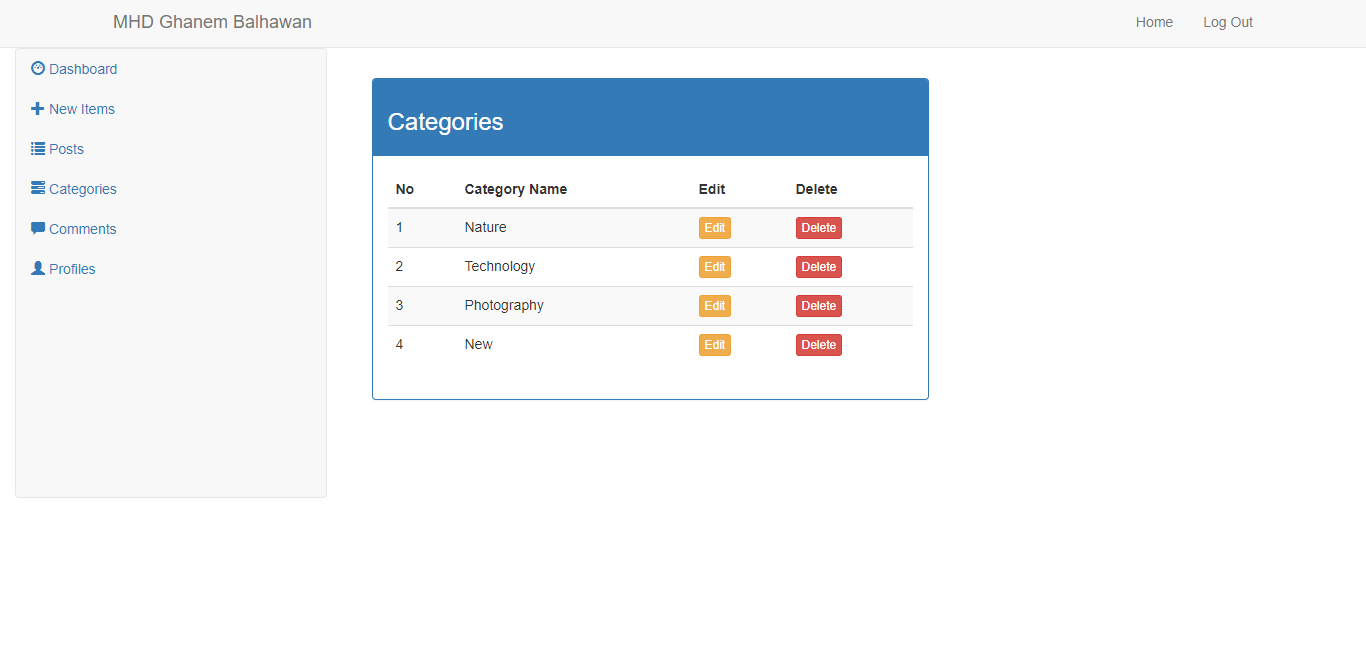 MHD Ghanem Balhawan Home Log Out
Dashboard
New Items
Posts
Categories
Comments
Profiles
Categories
No Category Name Edit Delete
1 Nature Edit Delete
2 Technology Edit Delete
3 Photography Edit Delete
4 New Edit Delete